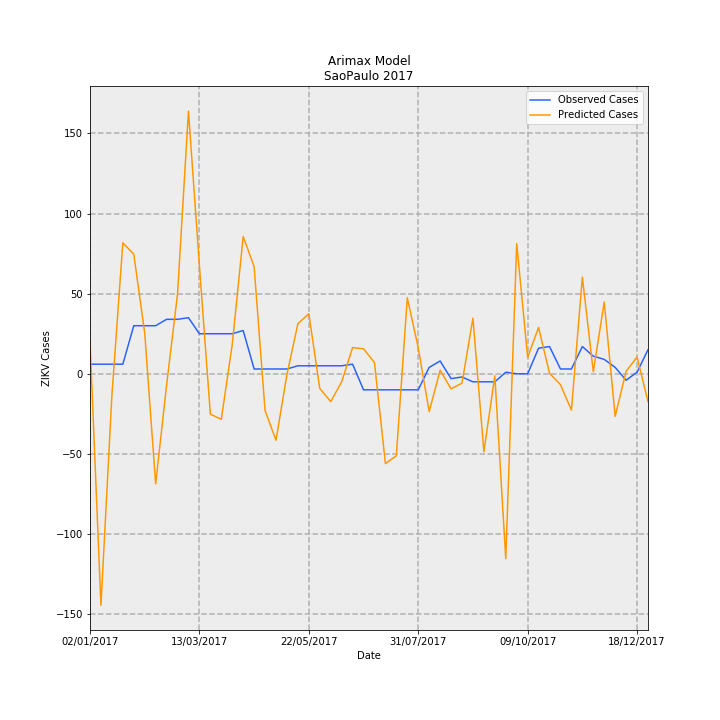 Arimax Model
SaoPaulo 2017
Observed Cases
Predicted Cases
ZIKV Cases
150
100
50
0
−50
−100
−150
02/01/2017 13/03/2017 22/05/2017 31/07/2017 09/10/2017 18/12/2017
Date